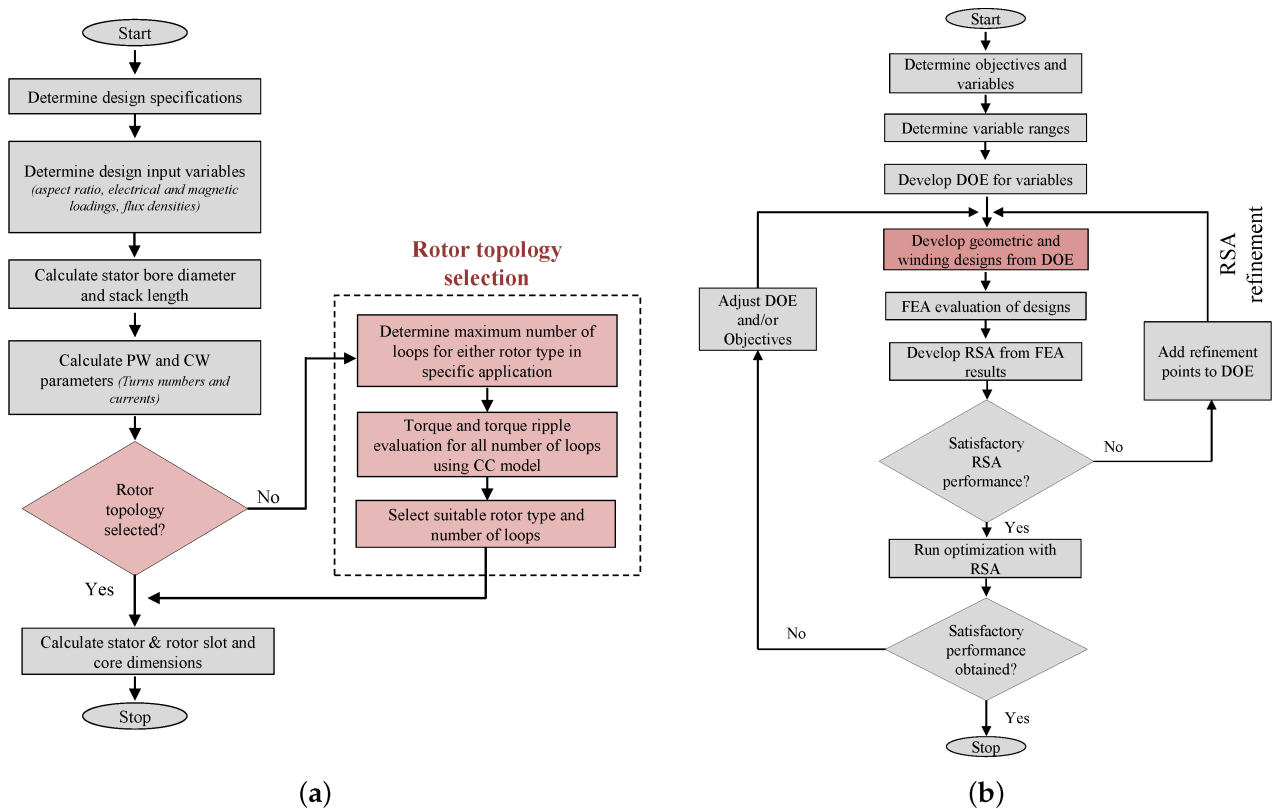 Start
Determine design specifications
Determine design input variables
(aspect ratio, electrical and magnetic
loadings, flux densities)
Calculate stator bore diameter
and stack length
Calculate PW and CW
parameters (Turns numbers and
currents)
Rotor
topology
selected?
No
Yes
Calculate stator & rotor slot and
core dimensions
Stop
Rotor topology
selection
Determine maximum number of
loops for either rotor type in
specific application
Torque and torque ripple
evaluation for all number of loops
using CC model
Select suitable rotor type and
number of loops
(a)
Start
Determine objectives and
variables
Determine variable ranges
Develop DOE for variables
Develop geometric and
winding designs from DOE
FEA evaluation of designs
Develop RSA from FEA
results
Satisfactory
RSA
performance?
No
Add refinement
points to DOE
RSA
refinement
Yes
Run optimization with
RSA
Satisfactory
performance
obtained?
No
Adjust DOE
and/or
Objectives
Yes
Stop
(b)